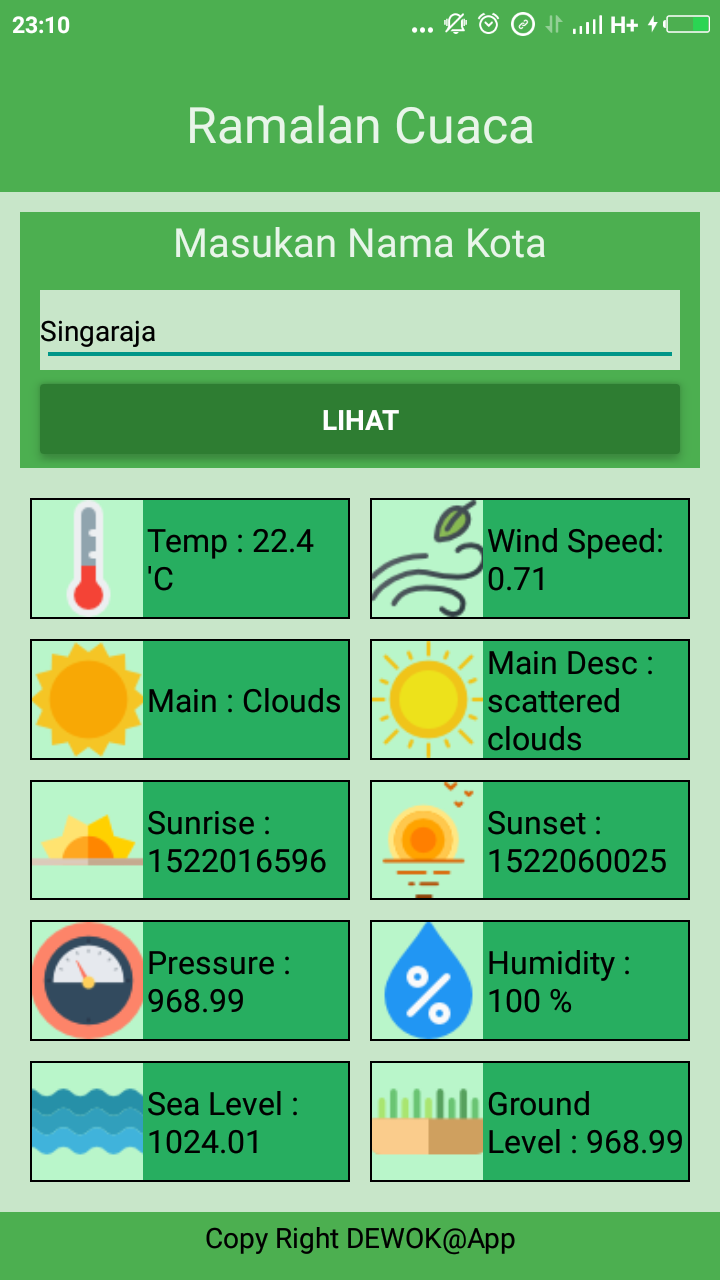 23:10
H+
Ramalan Cuaca
Masukan Nama Kota
Singaraja
LIHAT
Temp : 22.4
'C
Wind Speed:
0.71
Main : Clouds
Main Desc :
scattered
clouds
Sunrise :
1522016596
Sunset :
1522060025
Pressure :
968.99
Humidity :
100 %
Sea Level :
1024.01
Ground
Level : 968.99
Copy Right DEWOK@App